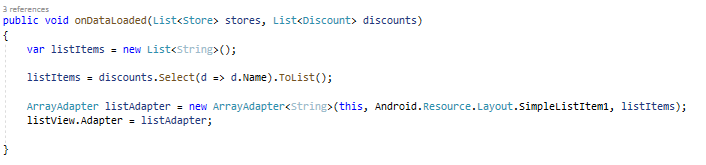 3 references
public void onDataLoaded(List<Store> stores, List<Discount> discounts)
{
var listItems = new List<String>();
listItems = discounts.Select(d => d.Name).ToList();
ArrayAdapter listAdapter = new ArrayAdapter<String>(this, Android.Resource.Layout.SimpleListItem1, listItems);
listView.Adapter = listAdapter;
}